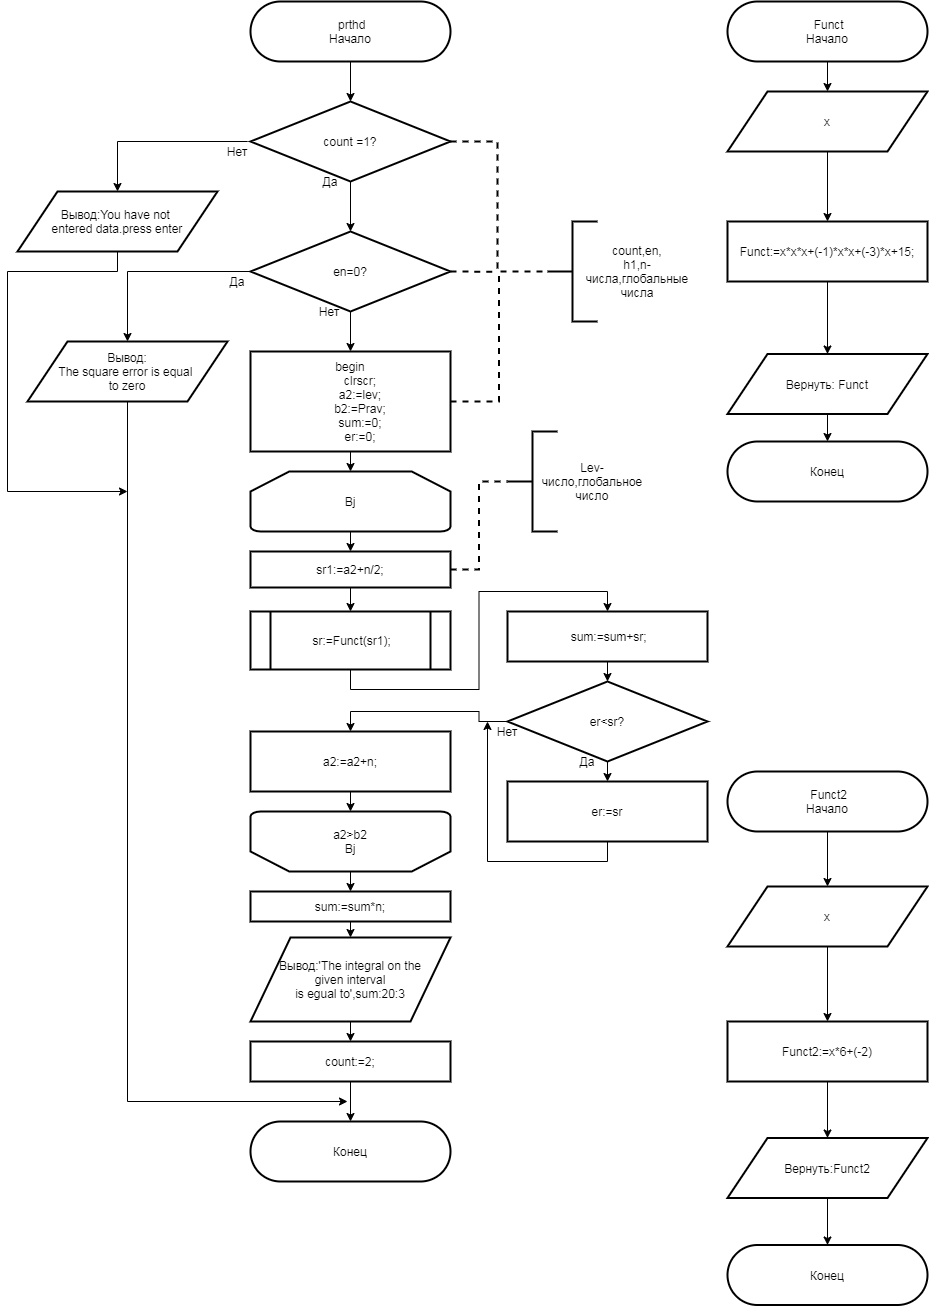 prthd
Начало
count =1?
Нет
Да
Вывод:You have not
entered data.press enter
en=0?
Да
Нет
count,en,
h1,n-
числа,глобальные
числа
Вывод:
The square error is equal
to zero
begin
clrscr;
a2:=lev;
b2:=Prav;
sum:=0;
er:=0;
Lev-
число,глобальное
число
Bj
sr1:=a2+n/2;
sr:=Funct(sr1);
sum:=sum+sr;
er<sr?
Нет
Да
er:=sr
a2:=a2+n;
a2>b2
Bj
sum:=sum*n;
Вывод:'The integral on the
given interval
is egual to',sum:20:3
count:=2;
Конец
Funct
Начало
x
Funct:=x*x*x+(-1)*x*x+(-3)*x+15;
Вернуть: Funct
Конец
Funct2
Начало
x
Funct2:=x*6+(-2)
Вернуть:Funct2
Конец